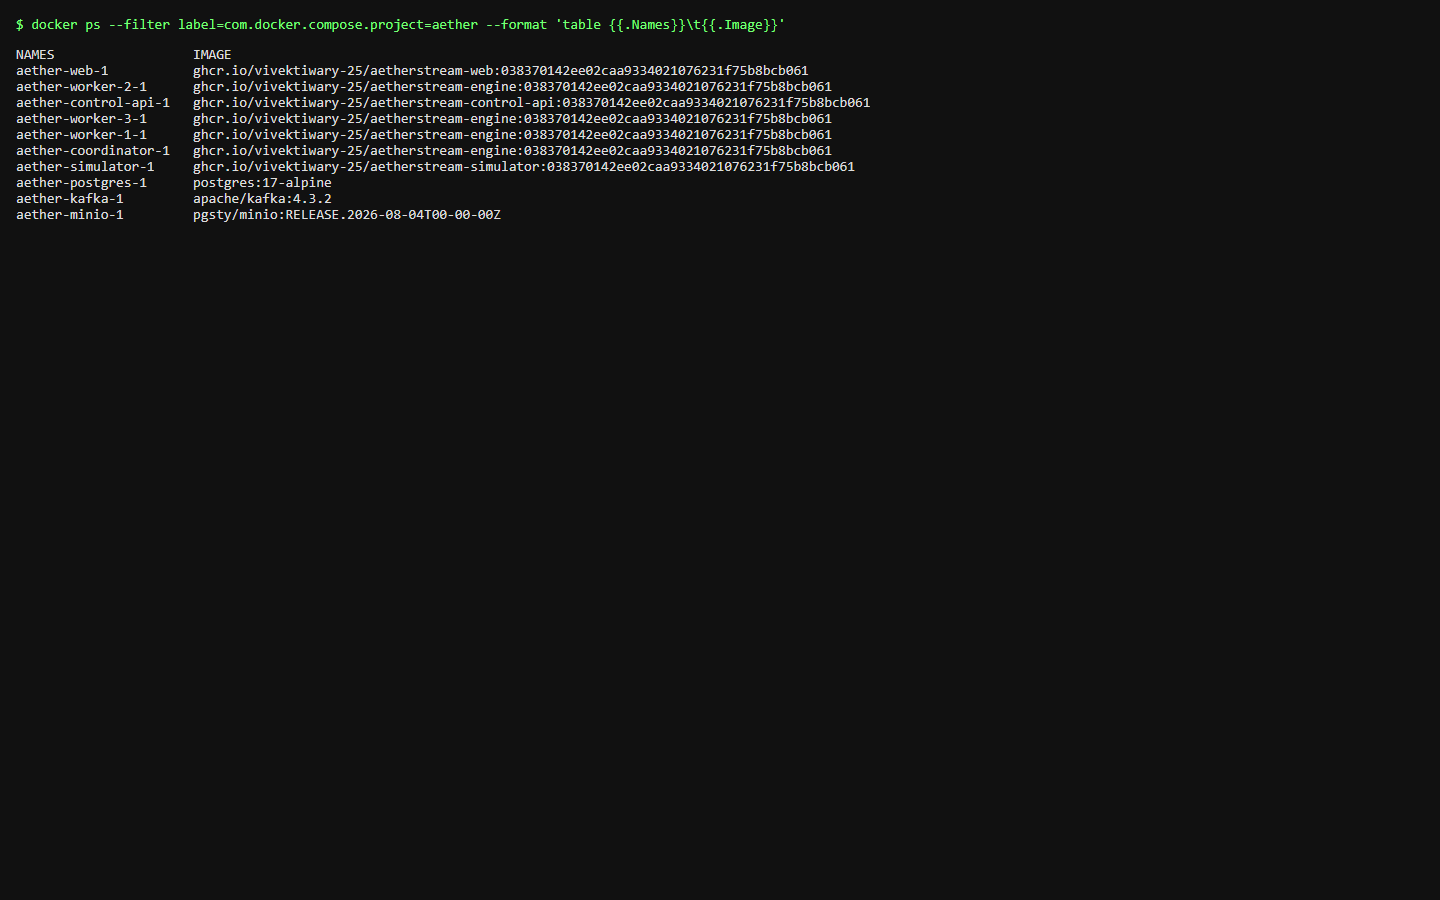 $ docker ps --filter label=com.docker.compose.project=aether --format 'table {{.Names}}\t{{.Image}}'
NAMES IMAGE
aether-web-1 ghcr.io/vivektiwary-25/aetherstream-web:038370142ee02caa9334021076231f75b8bcb061
aether-worker-2-1 ghcr.io/vivektiwary-25/aetherstream-engine:038370142ee02caa9334021076231f75b8bcb061
aether-control-api-1 ghcr.io/vivektiwary-25/aetherstream-control-api:038370142ee02caa9334021076231f75b8bcb061
aether-worker-3-1 ghcr.io/vivektiwary-25/aetherstream-engine:038370142ee02caa9334021076231f75b8bcb061
aether-worker-1-1 ghcr.io/vivektiwary-25/aetherstream-engine:038370142ee02caa9334021076231f75b8bcb061
aether-coordinator-1 ghcr.io/vivektiwary-25/aetherstream-engine:038370142ee02caa9334021076231f75b8bcb061
aether-simulator-1 ghcr.io/vivektiwary-25/aetherstream-simulator:038370142ee02caa9334021076231f75b8bcb061
aether-postgres-1 postgres:17-alpine
aether-kafka-1 apache/kafka:4.3.2
aether-minio-1 pgsty/minio:RELEASE.2026-08-04T00-00-00Z